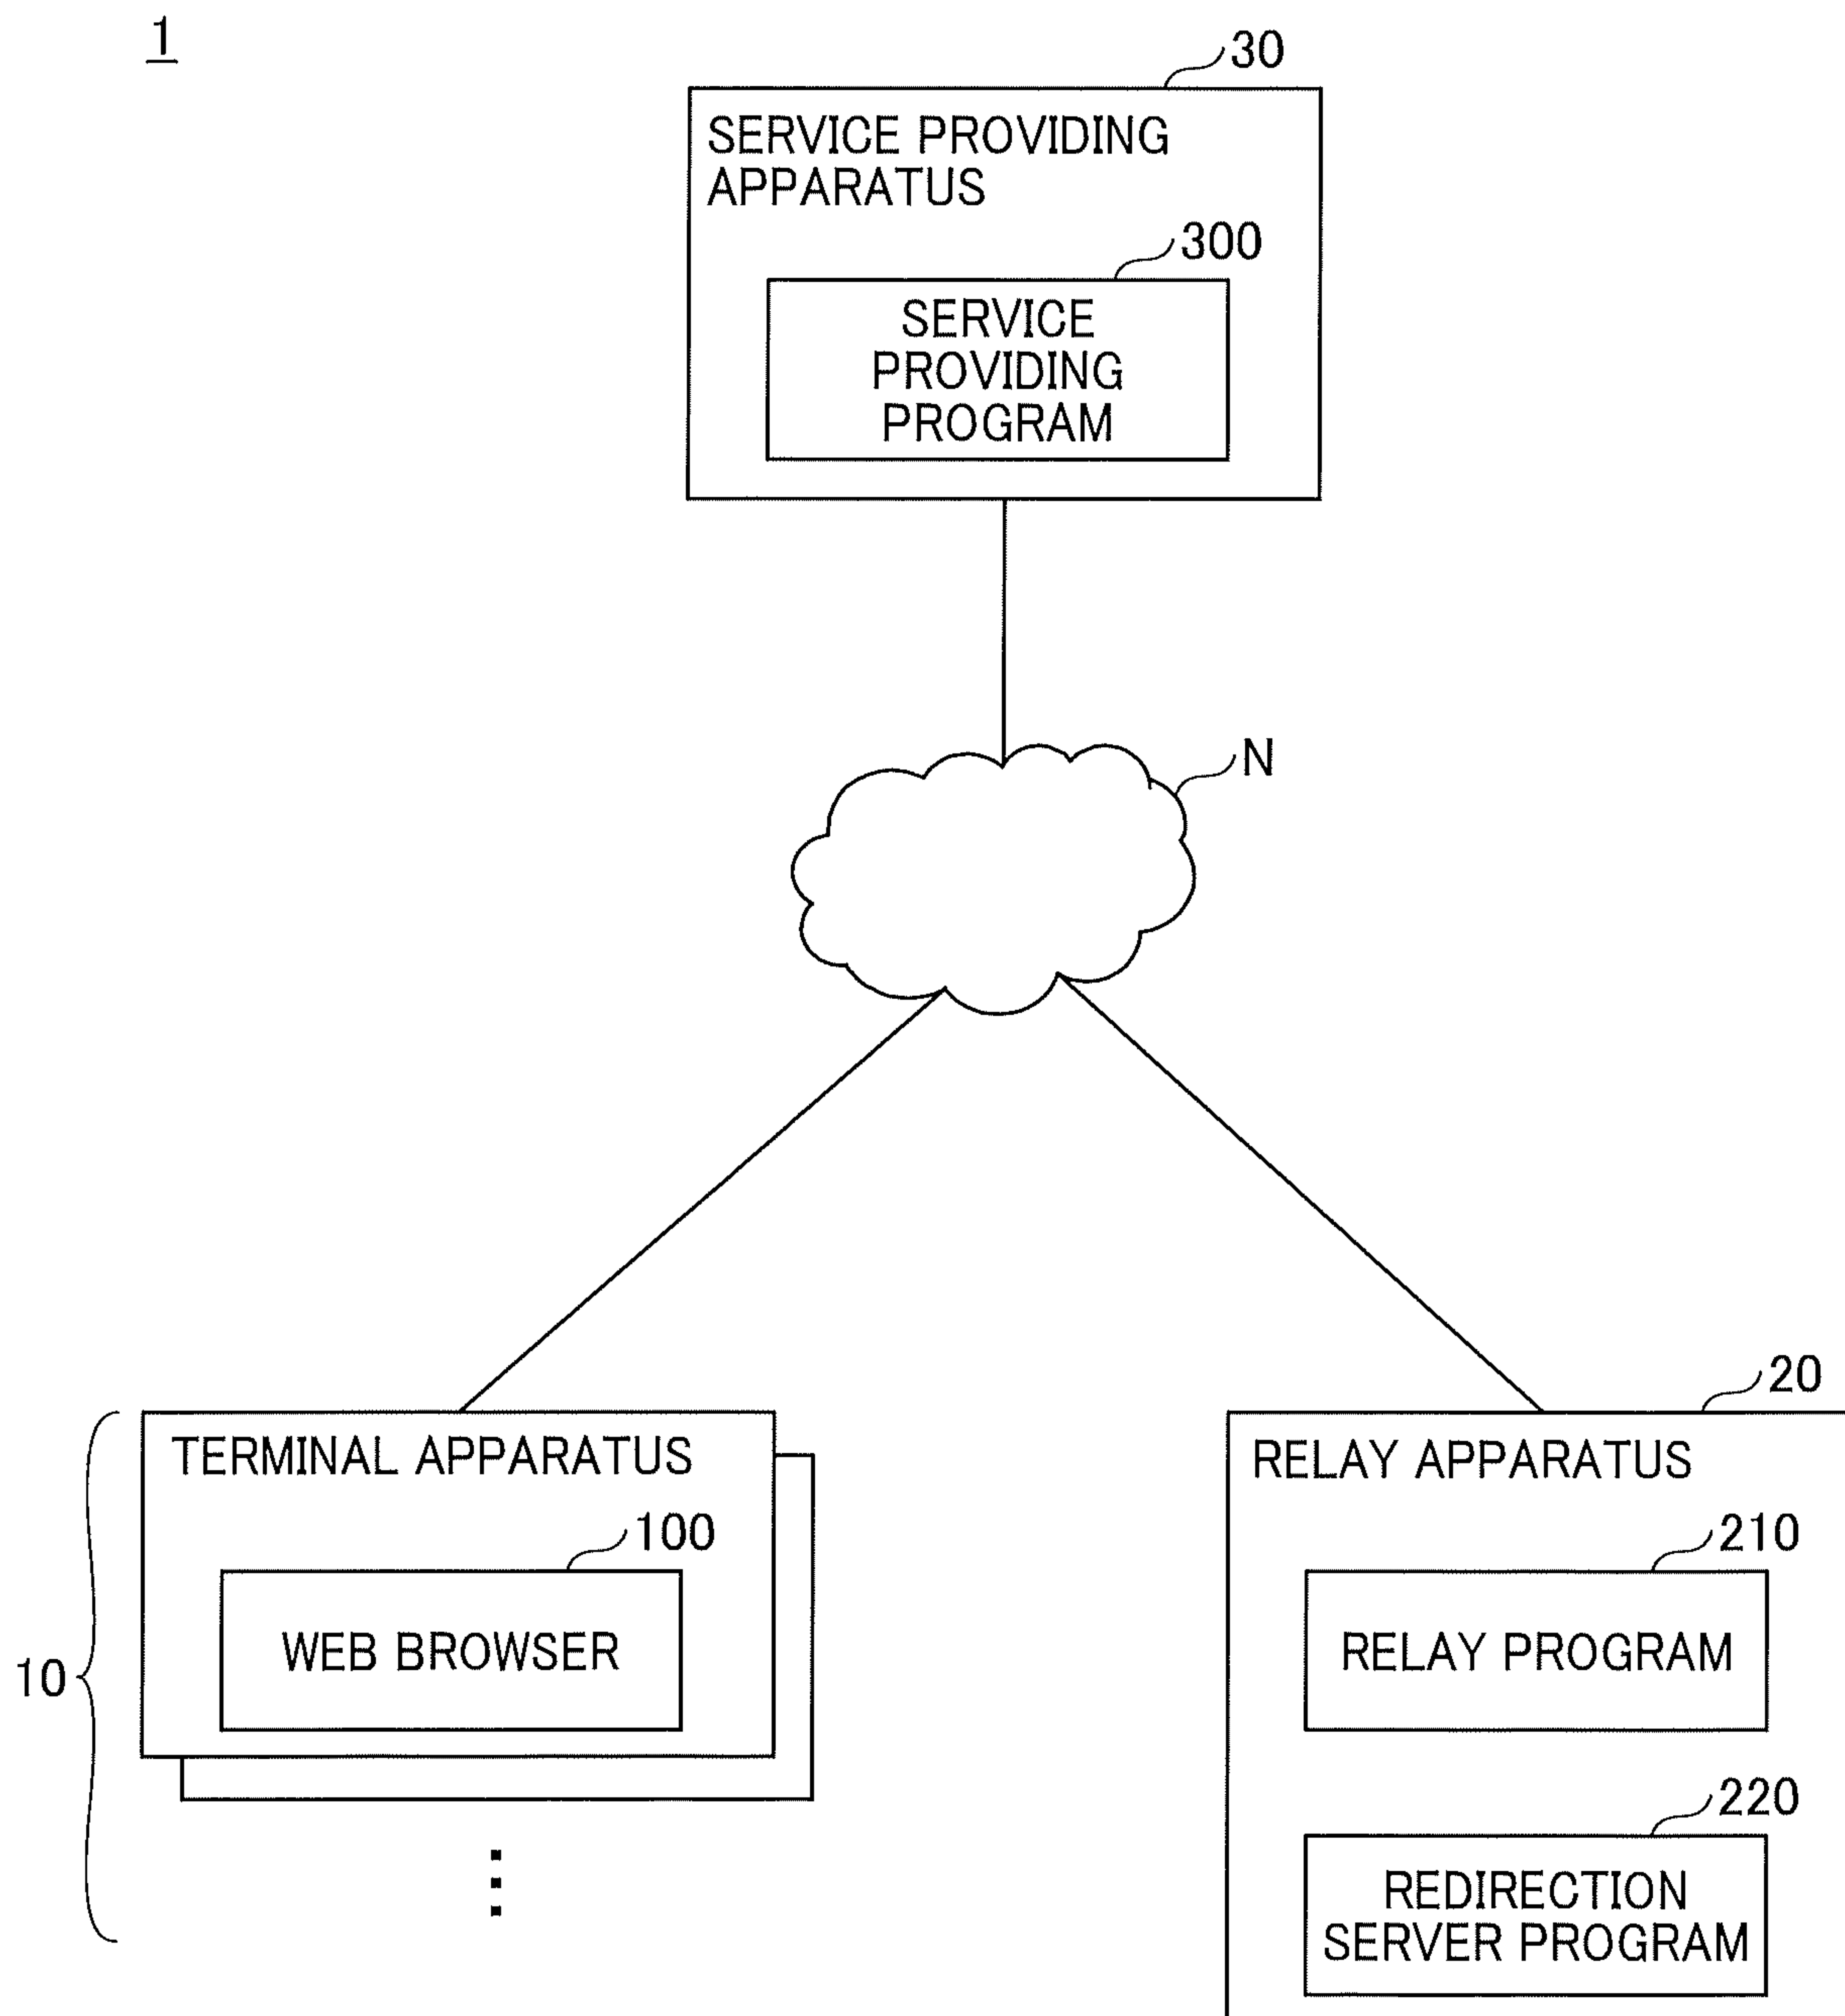 1
30
SERVICE PROVIDING
APPARATUS
300
SERVICE
PROVIDING
PROGRAM
N
20
TERMINAL APPARATUS
RELAY APPARATUS
100
210
WEB BROWSER
RELAY PROGRAM
10
220
REDIRECTION
SERVER PROGRAM